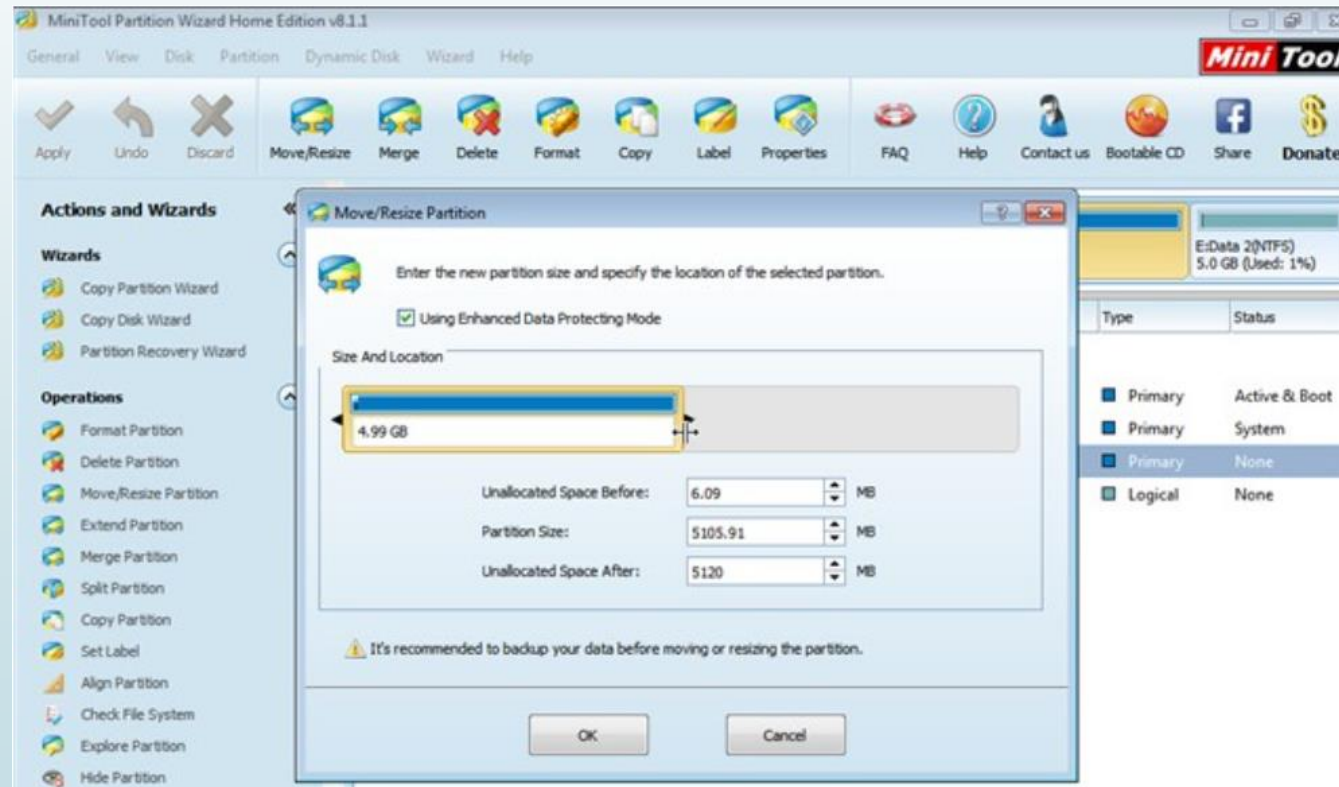 MiniTool Partition Wizard Home Edition v8.1.1
General View Disk Partition Dynamic Disk Wizard Help
Mini Tool
Apply Undo Discard Move/Resize Merge Delete Format Copy Label Properties FAQ Help Contact us Bootable CD Share Donate
Actions and Wizards
Wizards
Copy Partition Wizard
Copy Disk Wizard
Partition Recovery Wizard
Operations
Format Partition
Delete Partition
Move/Resize Partition
Extend Partition
Merge Partition
Split Partition
Copy Partition
Set Label
Align Partition
Check File System
Explore Partition
Hide Partition
Move/Resize Partition
Enter the new partition size and specify the location of the selected partition.
Using Enhanced Data Protecting Mode
Size And Location
4.99 GB
Unallocated Space Before: 6.09 MB
Partition Size: 5105.91 MB
Unallocated Space After: 5120 MB
It's recommended to backup your data before moving or resizing the partition.
OK Cancel
E:Data 2(NTFS)
5.0 GB (Used: 1%)
Type Status
Primary Active & Boot
Primary System
Primary None
Logical None